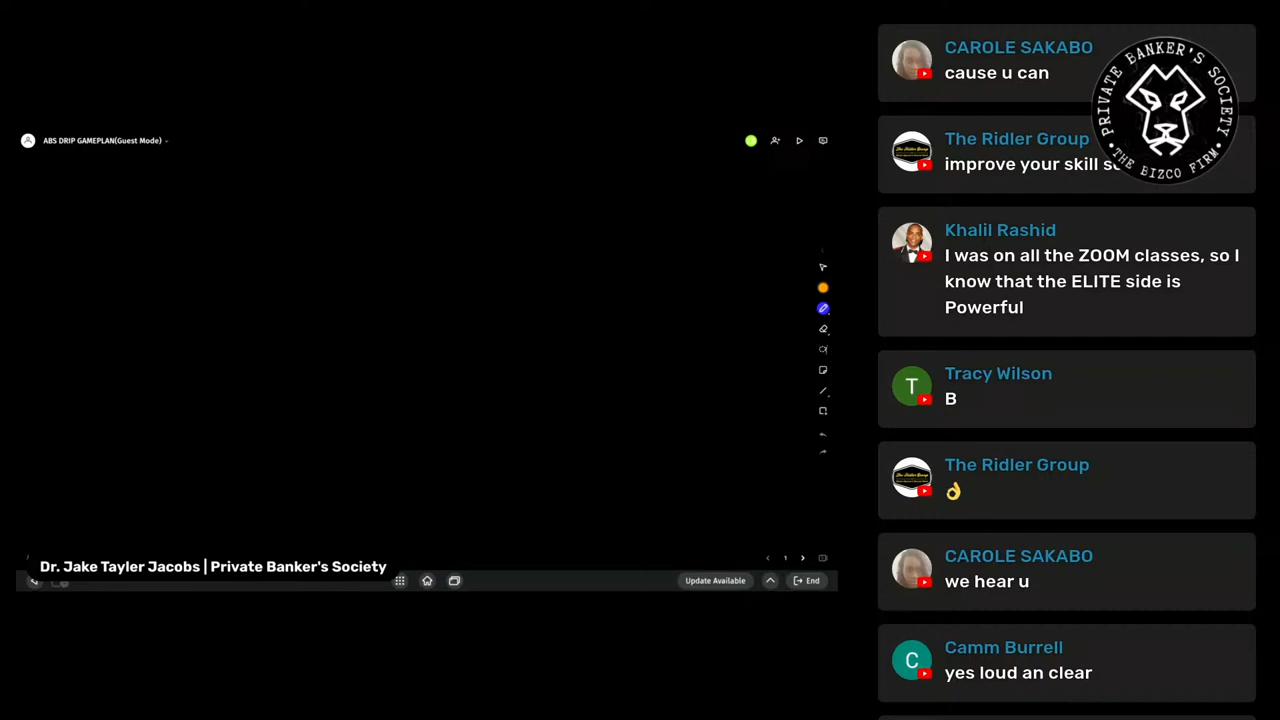 ABS DRIP GAMEPLAN(Guest Mode)
Dr. Jake Tayler Jacobs | Private Banker's Society
1
Update Available
End
CAROLE SAKABO
cause u can
The Ridler Group
improve your skill
Khalil Rashid
I was on all the ZOOM classes, so I
know that the ELITE side is
Powerful
T
Tracy Wilson
B
The Ridler Group
👌
CAROLE SAKABO
we hear u
C
Camm Burrell
yes loud an clear
PRIVATE BANKER'S SOCIETY
• THE BIZCO FIRM •